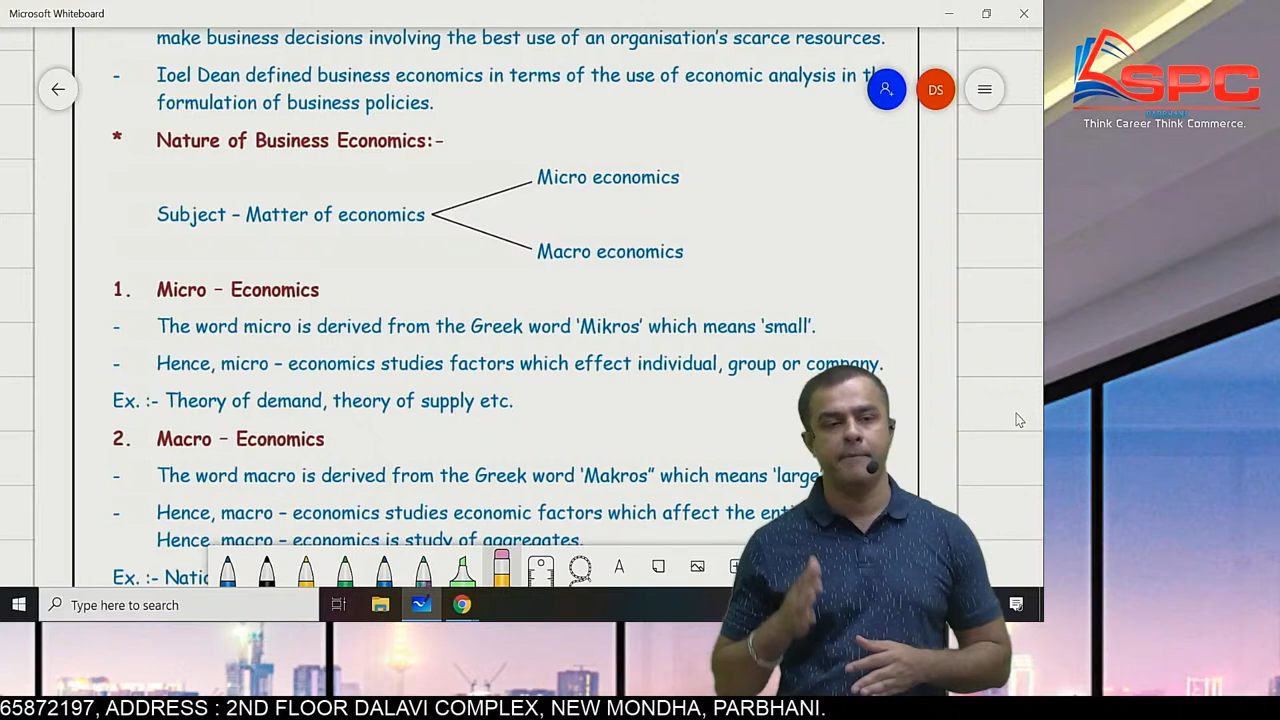 Microsoft Whiteboard
make business decisions involving the best use of an organisation's scarce resources.
- Ioel Dean defined business economics in terms of the use of economic analysis in
formulation of business policies.
DS
* Nature of Business Economics:-
Micro economics
Subject – Matter of economics
Macro economics
1. Micro – Economics
- The word micro is derived from the Greek word 'Mikros' which means 'small'.
- Hence, micro – economics studies factors which effect individual, group or company.
Ex. :- Theory of demand, theory of supply etc.
2. Macro – Economics
- The word macro is derived from the Greek word 'Makros" which means 'large
- Hence, macro – economics studies economic factors which affect the
Hence, macro – economics is study of aggregates.
Ex. :-
A
Type here to search
SPC
PARBHANI
Think Career Think Commerce.
65872197, ADDRESS : 2ND FLOOR DALAVI COMPLEX, NEW MONDHA, PARBHANI.